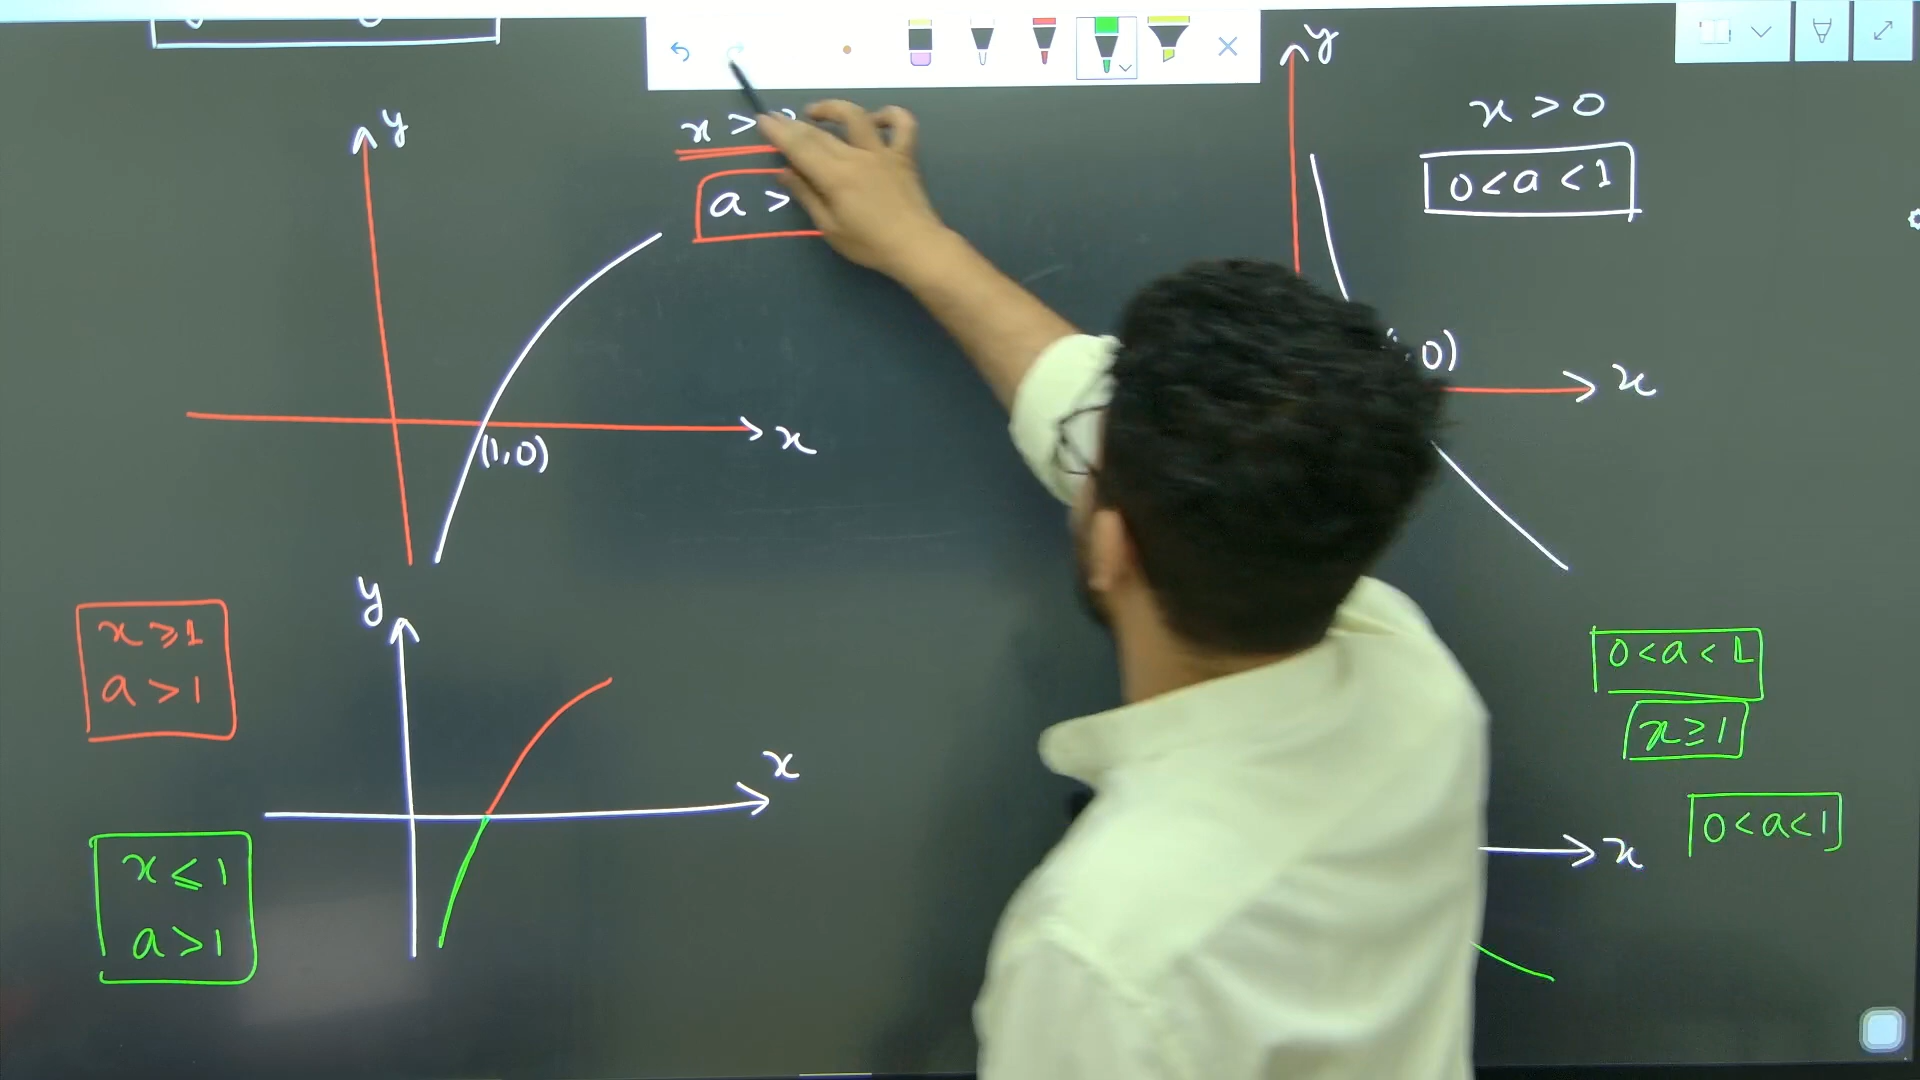 y
x >
a >
(1,0)
x
y
x ⩾ 1
a > 1
x
x ≤ 1
a > 1
y
x > 0
0 < a < 1
,0)
x
0 < a < 1
x ≥ 1
0 < a < 1
x